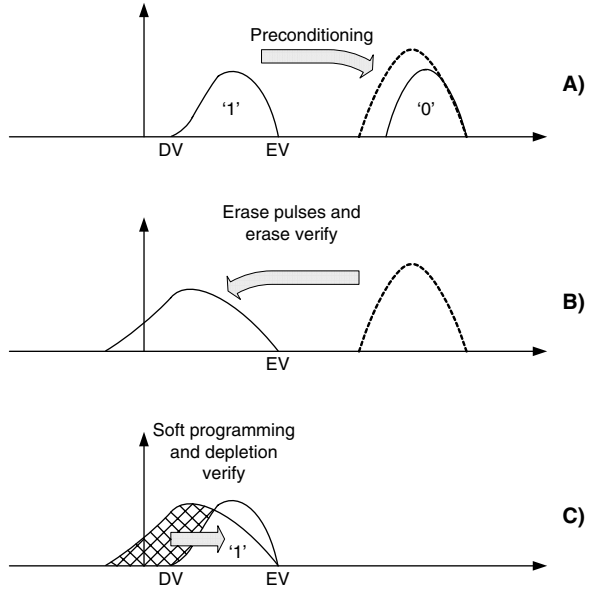 Preconditioning
A)
‘1’
‘0’
DV
EV
Erase pulses and
erase verify
B)
EV
Soft programming
and depletion
verify
C)
‘1’
DV
EV